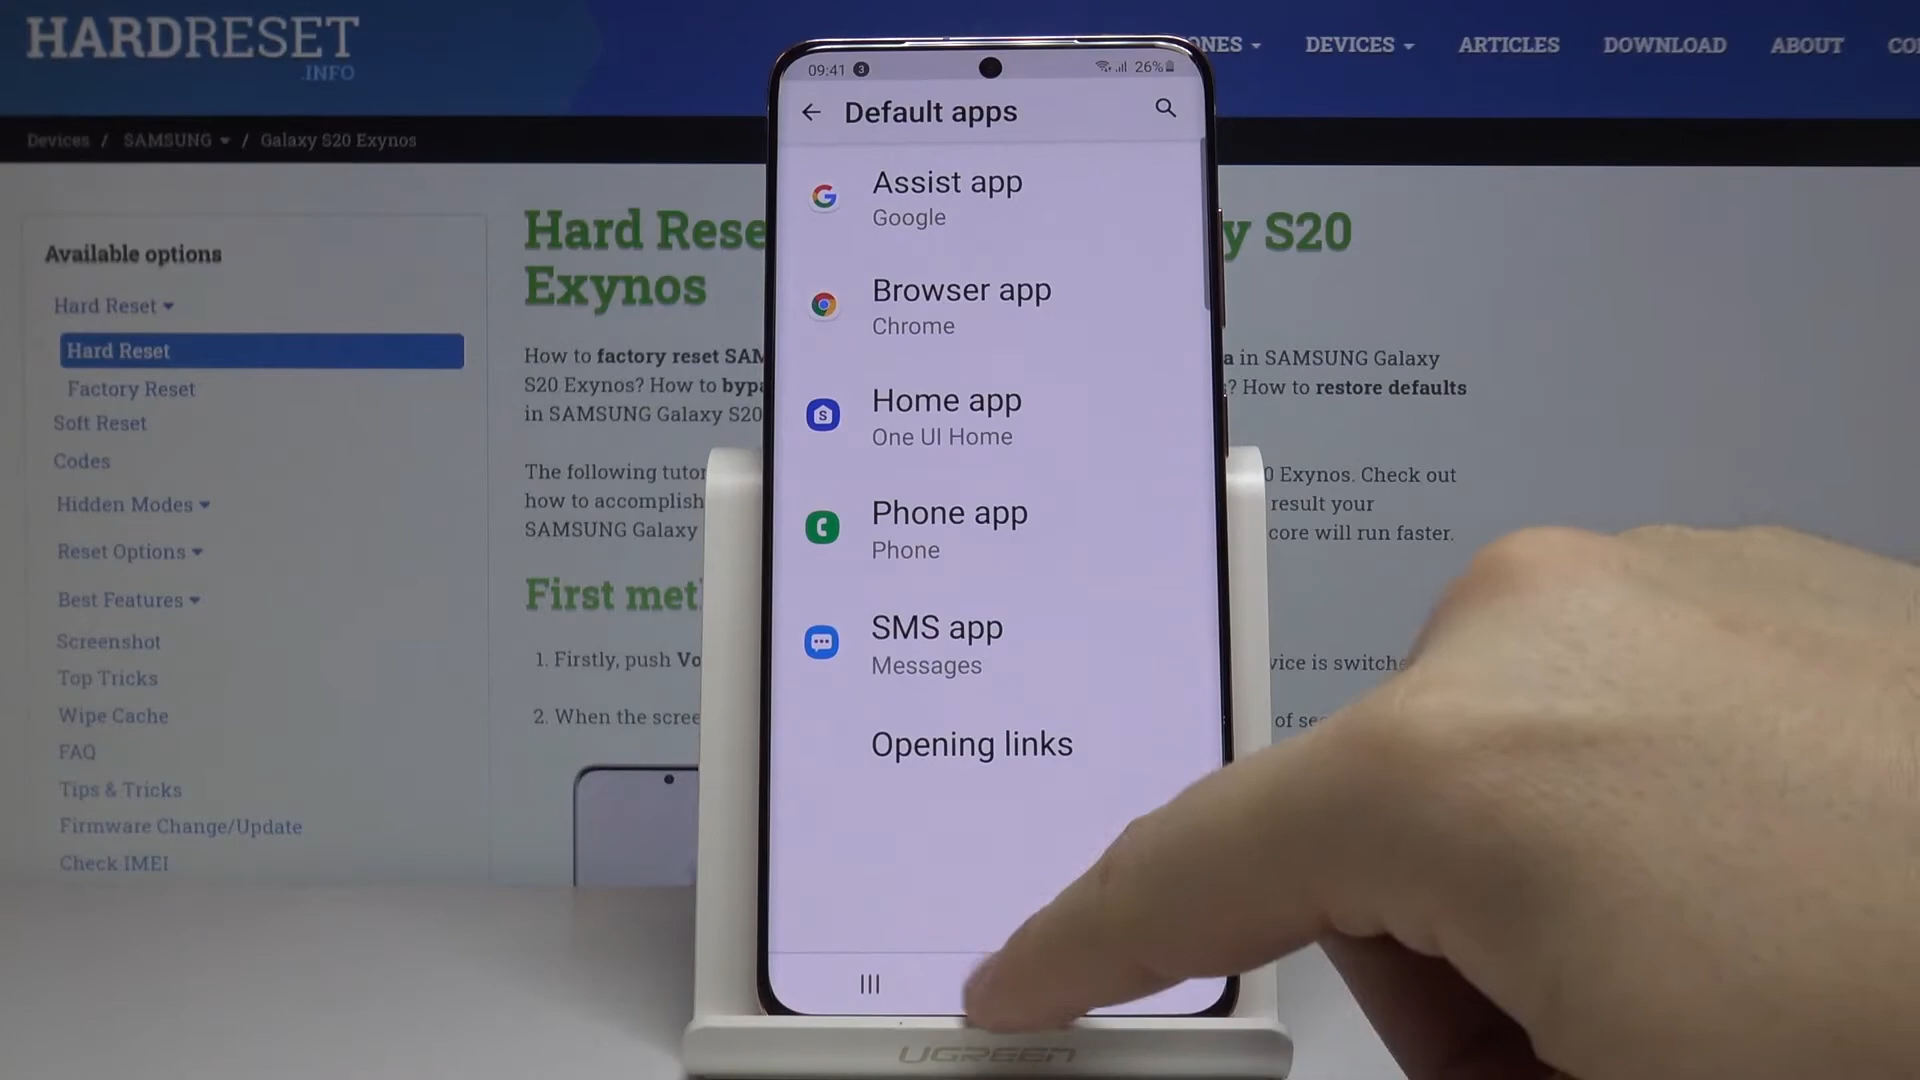 HARDRESET
.INFO
DEVICES
ARTICLES
DOWNLOAD
ABOUT
Devices / SAMSUNG / Galaxy S20 Exynos
Available options
Hard Reset
Hard Reset
Factory Reset
Soft Reset
Codes
Hidden Modes
Reset Options
Best Features
Screenshot
Top Tricks
Wipe Cache
FAQ
Tips & Tricks
Firmware Change/Update
Check IMEI
Hard Rese
y S20
Exynos
How to factory reset SAM
a in SAMSUNG Galaxy
S20 Exynos? How to bypa
? How to restore defaults
in SAMSUNG Galaxy S20
The following tutor
0 Exynos. Check out
how to accomplish
result your
SAMSUNG Galaxy
core will run faster.
First met
1. Firstly, push Vo
vice is switche
2. When the scree
of se
09:41 3
26%
Default apps
Assist app
Google
Browser app
Chrome
Home app
One UI Home
Phone app
Phone
SMS app
Messages
Opening links
UGREEN